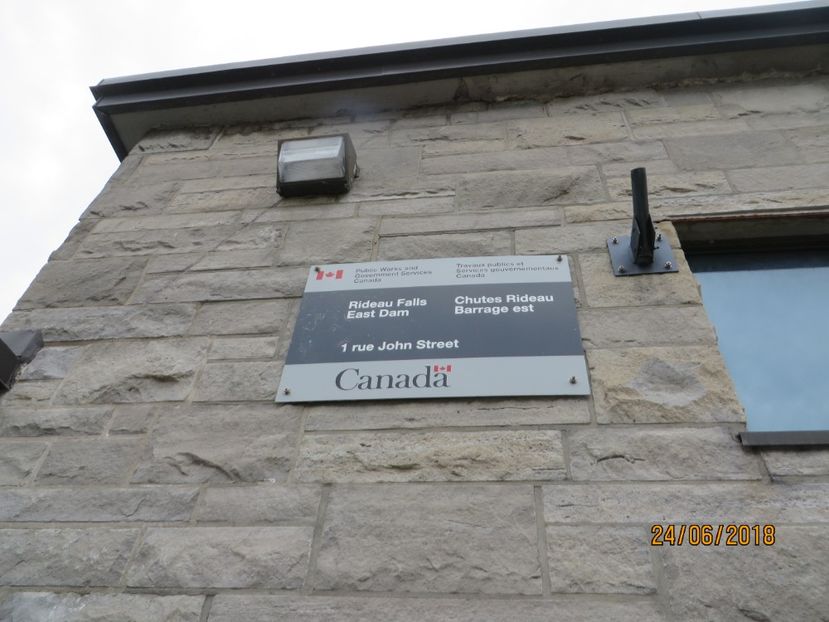 Public Works and
Government Services
Canada
Travaux publics et
Services gouvernementaux
Canada
Rideau Falls
East Dam
Chutes Rideau
Barrage est
1 rue John Street
Canada
24/06/2018